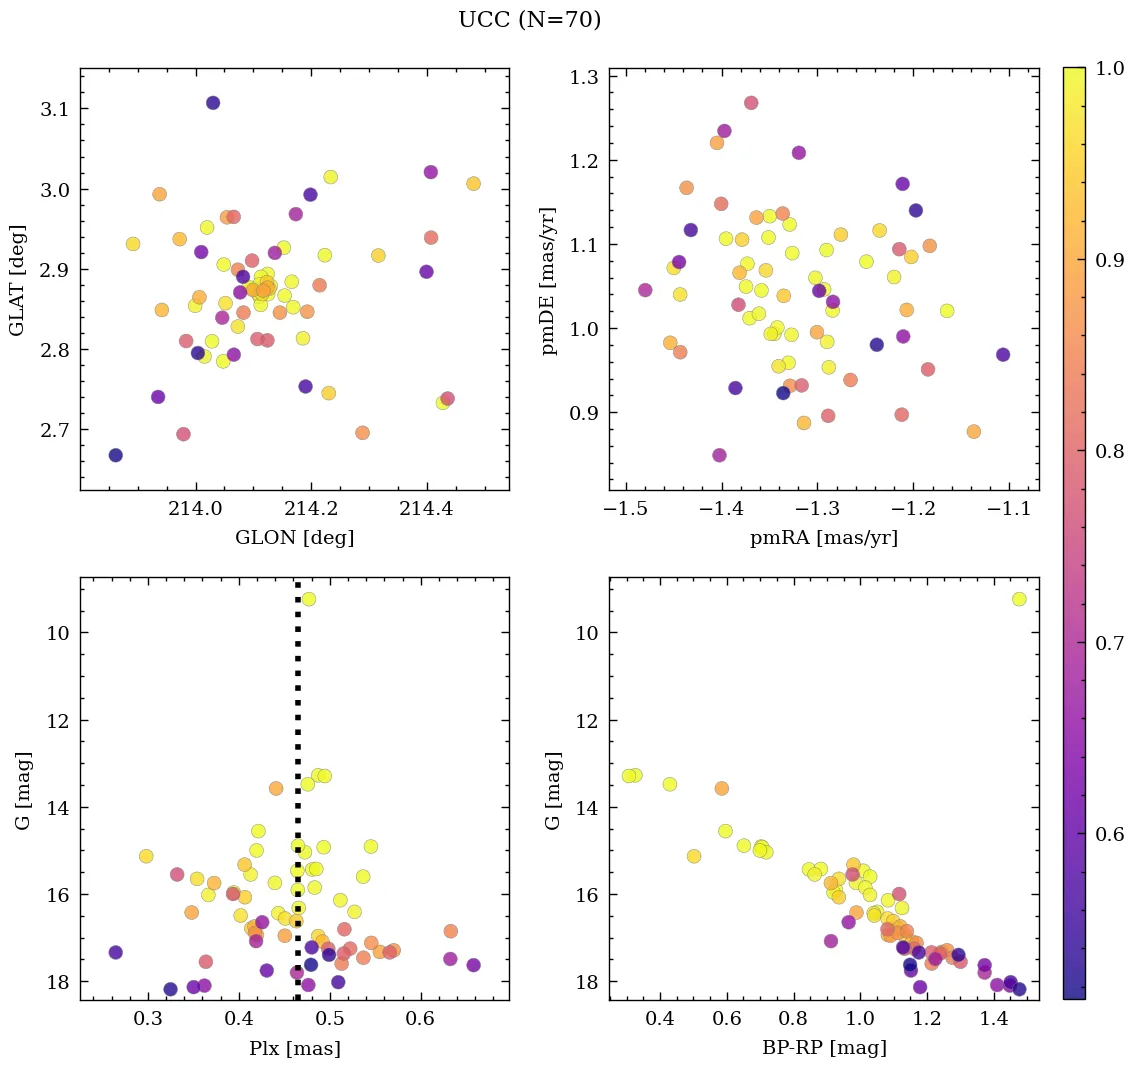 UCC (N=70)
3.1
3.0
2.9
2.8
2.7
GLAT [deg]
214.0 214.2 214.4
GLON [deg]
1.3
1.2
1.1
1.0
0.9
pmDE [mas/yr]
−1.5 −1.4 −1.3 −1.2 −1.1
pmRA [mas/yr]
1.0
0.9
0.8
0.7
0.6
10
12
14
16
18
G [mag]
0.3 0.4 0.5 0.6
Plx [mas]
10
12
14
16
18
G [mag]
0.4 0.6 0.8 1.0 1.2 1.4
BP-RP [mag]